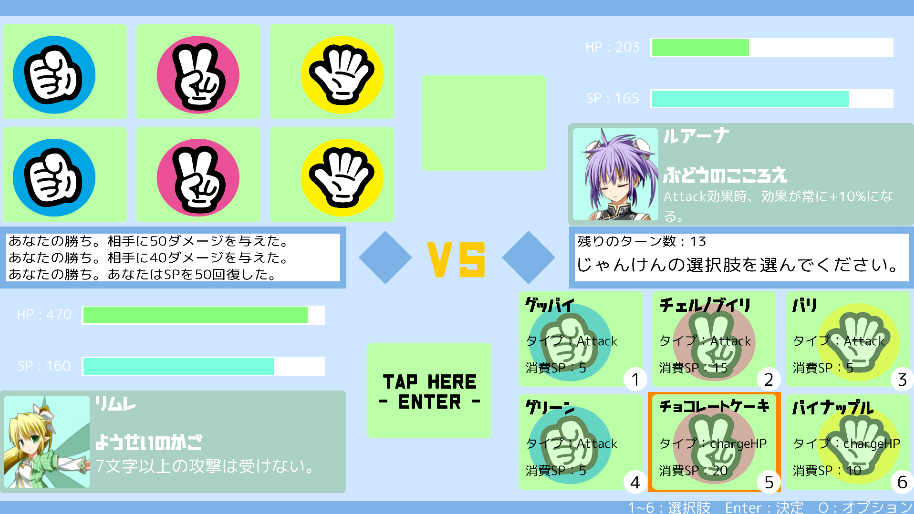 HP : 203
SP : 165
ルアーナ
ぶどうのこころえ
Attack効果時、効果が常に+10%にな
る。
あなたの勝ち。相手に50ダメージを与えた。
あなたの勝ち。相手に40ダメージを与えた。
あなたの勝ち。あなたはSPを50回復した。
VS
残りのターン数 : 13
じゃんけんの選択肢を選んでください。
HP : 470
SP : 160
リムレ
ようせいのかご
7文字以上の攻撃は受けない。
TAP HERE
- ENTER -
グッパイ
タイプ : Attack
消費SP : 5
1
チェルノブイリ
タイプ : Attack
消費SP : 15
2
パリ
タイプ : Attack
消費SP : 5
3
グリーン
タイプ : Attack
消費SP : 5
4
チョコレートケーキ
タイプ : chargeHP
消費SP : 20
5
パイナップル
タイプ : chargeHP
消費SP : 10
6
1~6 : 選択肢　Enter : 決定　O : オプション